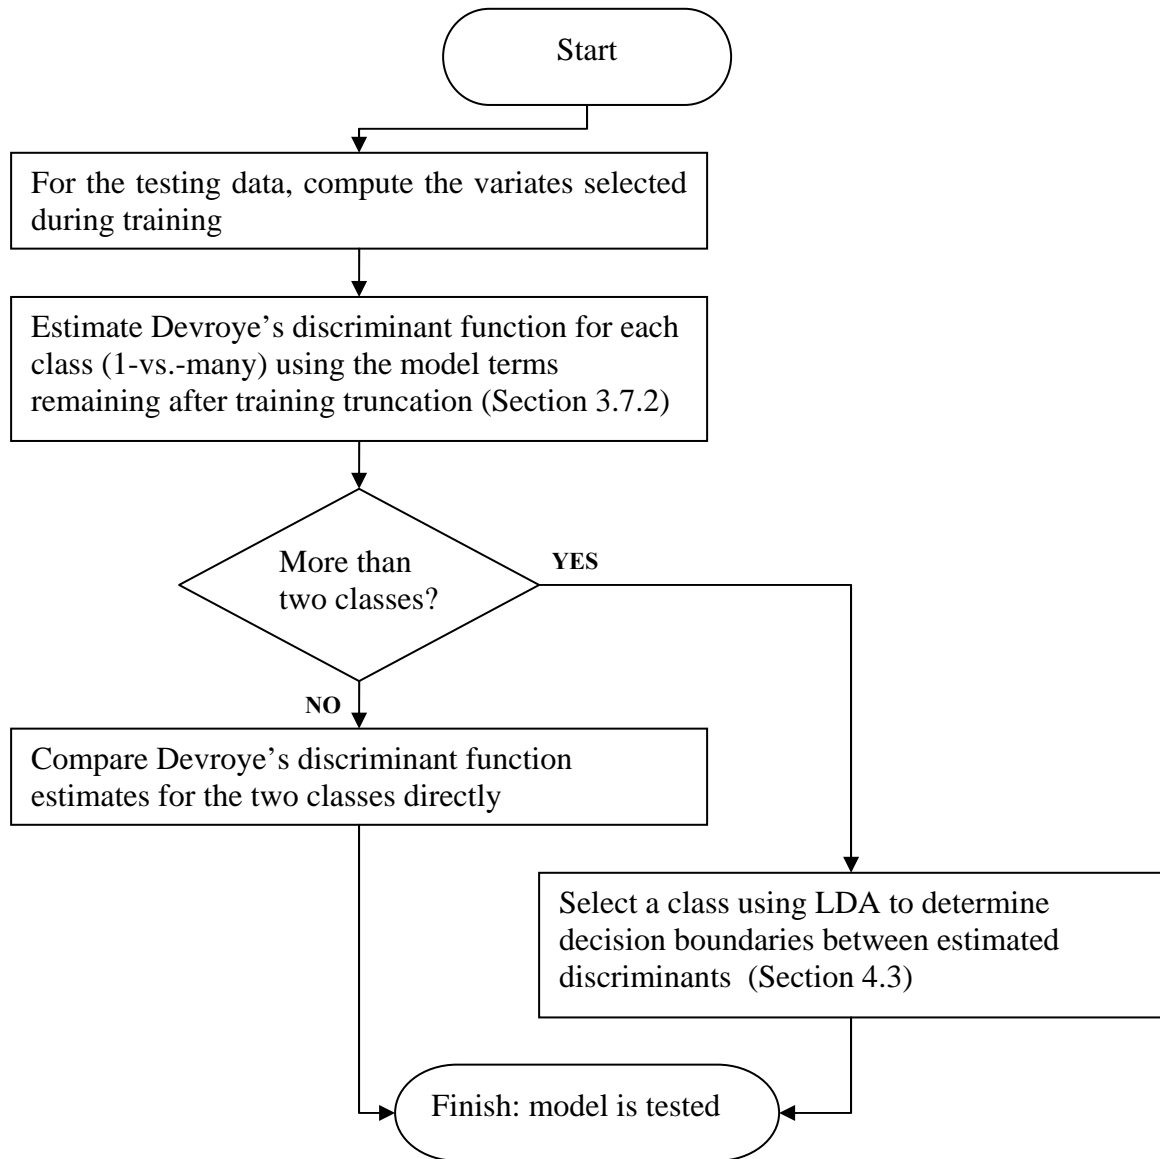 Start
For the testing data, compute the variates selected
during training
Estimate Devroye’s discriminant function for each
class (1-vs.-many) using the model terms
remaining after training truncation (Section 3.7.2)
More than
two classes?
YES
NO
Compare Devroye’s discriminant function
estimates for the two classes directly
Select a class using LDA to determine
decision boundaries between estimated
discriminants  (Section 4.3)
Finish: model is tested